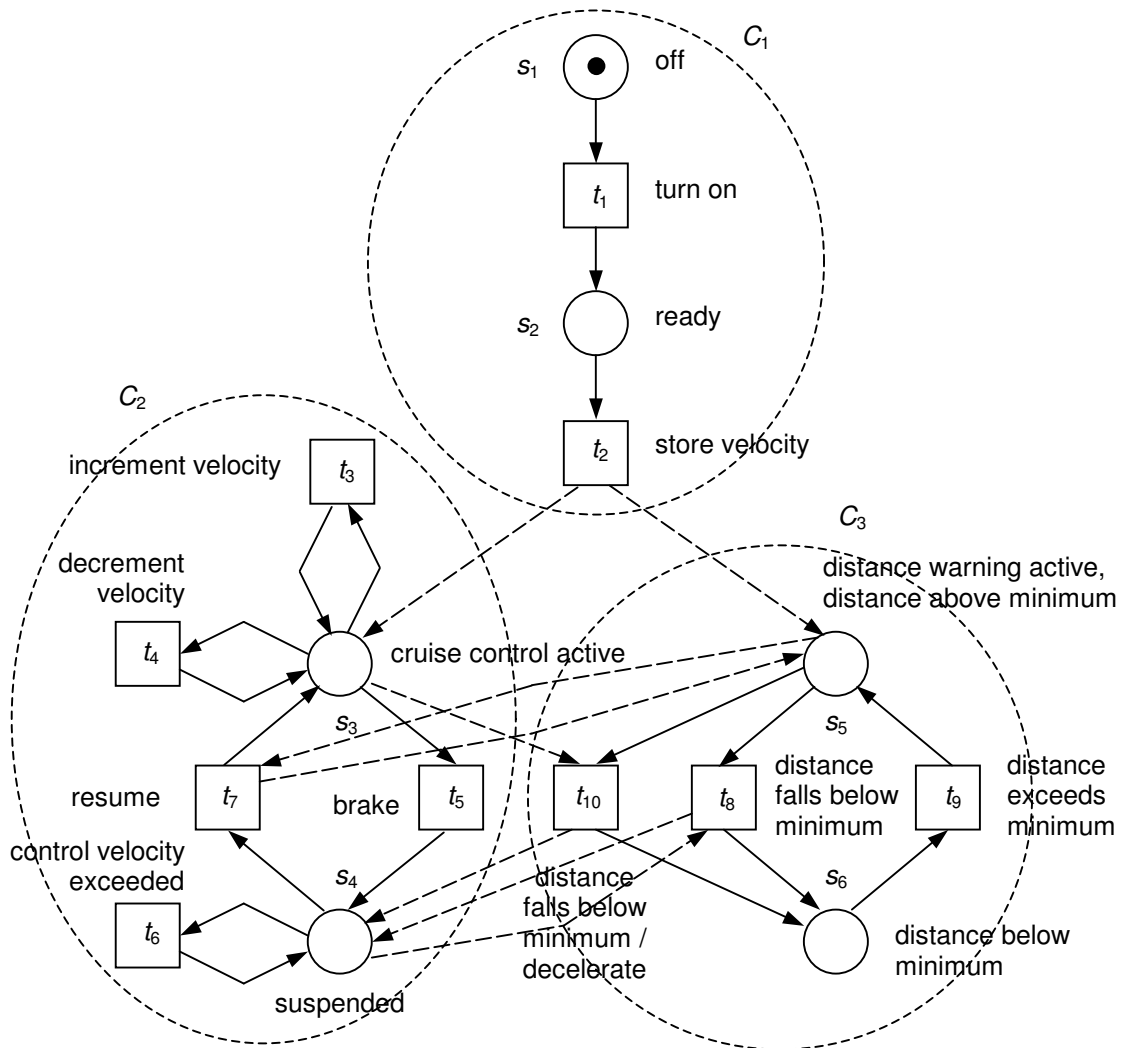 C1
s1
off
t1
turn on
s2
ready
t2
store velocity
C2
increment velocity
t3
decrement
velocity
t4
cruise control active
s3
resume
t7
brake
t5
control velocity
exceeded
s4
t6
suspended
C3
distance warning active,
distance above minimum
s5
t10
t8
distance
falls below
minimum
t9
distance
exceeds
minimum
distance
falls below
minimum /
decelerate
s6
distance below
minimum